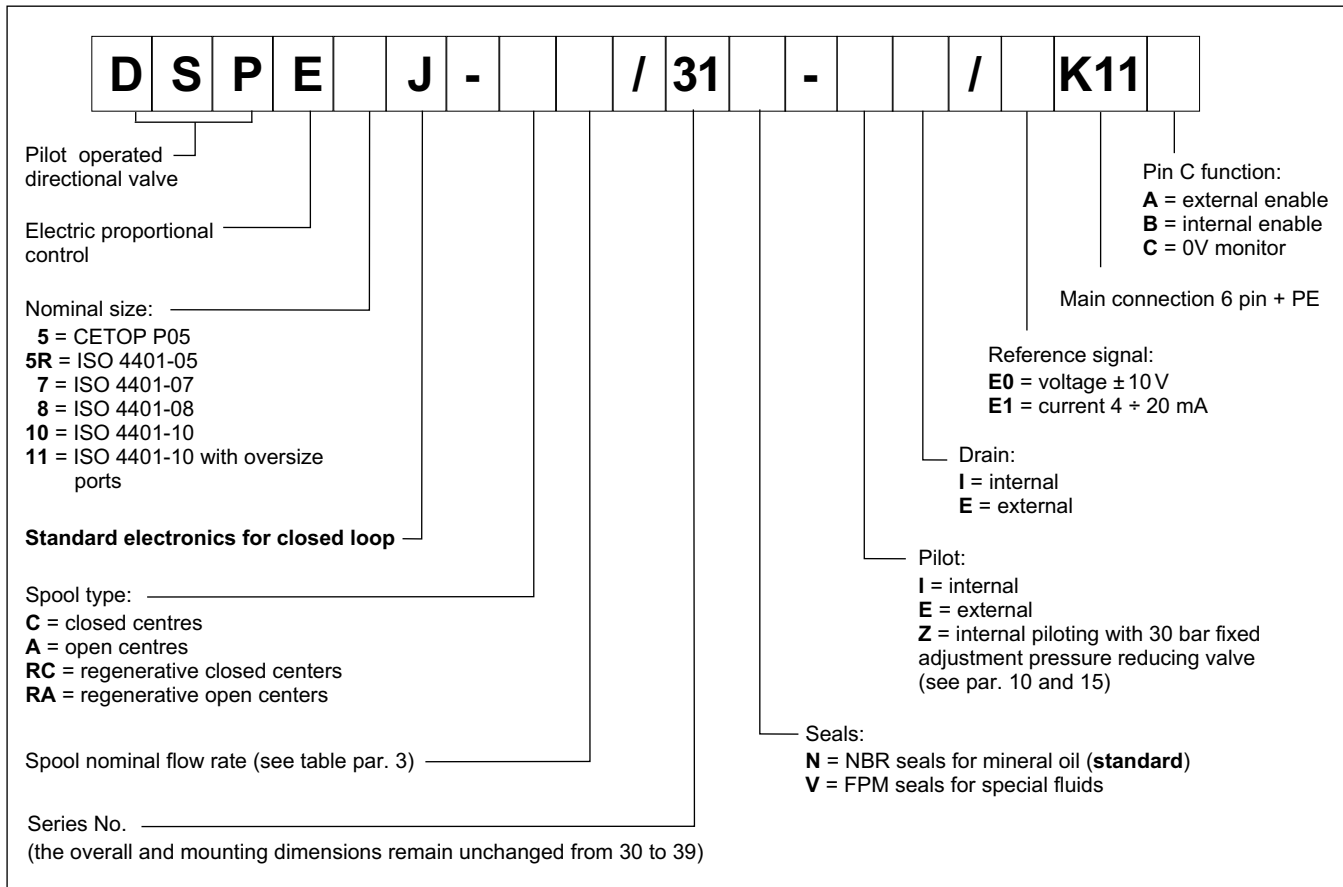 D S P E J - / 31 - / K11
Pilot operated
directional valve
Electric proportional
control
Nominal size:
5 = CETOP P05
5R = ISO 4401-05
7 = ISO 4401-07
8 = ISO 4401-08
10 = ISO 4401-10
11 = ISO 4401-10 with oversize
ports
Standard electronics for closed loop
Spool type:
C = closed centres
A = open centres
RC = regenerative closed centers
RA = regenerative open centers
Spool nominal flow rate (see table par. 3)
Series No.
(the overall and mounting dimensions remain unchanged from 30 to 39)
Pin C function:
A = external enable
B = internal enable
C = 0V monitor
Main connection 6 pin + PE
Reference signal:
E0 = voltage ±10 V
E1 = current 4 ÷ 20 mA
Drain:
I = internal
E = external
Pilot:
I = internal
E = external
Z = internal piloting with 30 bar fixed
adjustment pressure reducing valve
(see par. 10 and 15)
Seals:
N = NBR seals for mineral oil (standard)
V = FPM seals for special fluids